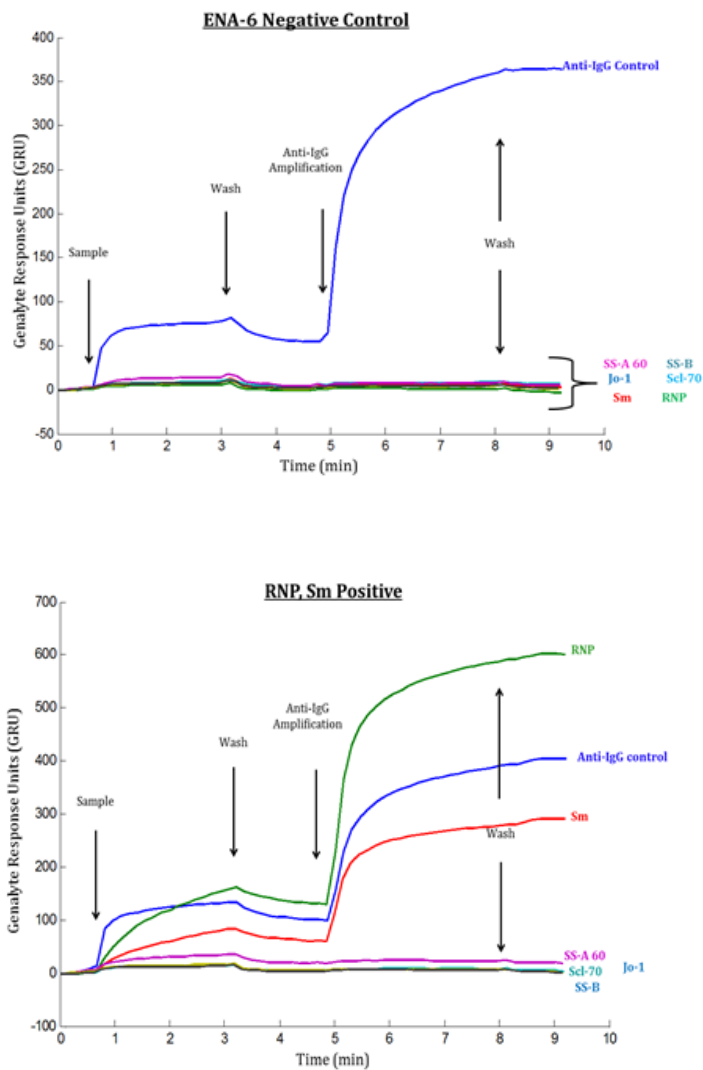 ENA-6 Negative Control
Genalyte Response Units (GRU)
400
350
300
250
200
150
100
50
0
-50
0 1 2 3 4 5 6 7 8 9 10
Time (min)
Sample
Wash
Anti-IgG
Amplification
Wash
Anti-IgG Control
SS-A 60 SS-B
Jo-1 Scl-70
Sm RNP
RNP, Sm Positive
Genalyte Response Units (GRU)
700
600
500
400
300
200
100
0
-100
0 1 2 3 4 5 6 7 8 9 10
Time (min)
Sample
Wash
Anti-IgG
Amplification
Wash
RNP
Anti-IgG control
Sm
SS-A 60
Scl-70 Jo-1
SS-B